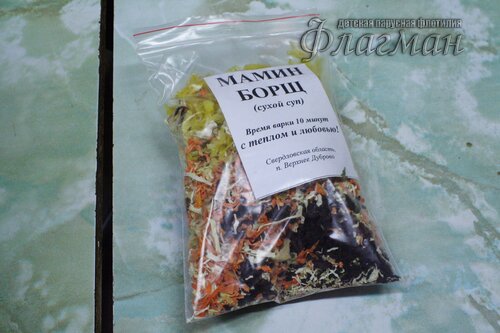 детская парусная флотилия
Флагман
МАМИН
БОРЩ
(сухой суп)
Время варки 10 минут
с теплом и любовью!
Свердловская область,
п. Верхнее Дуброво